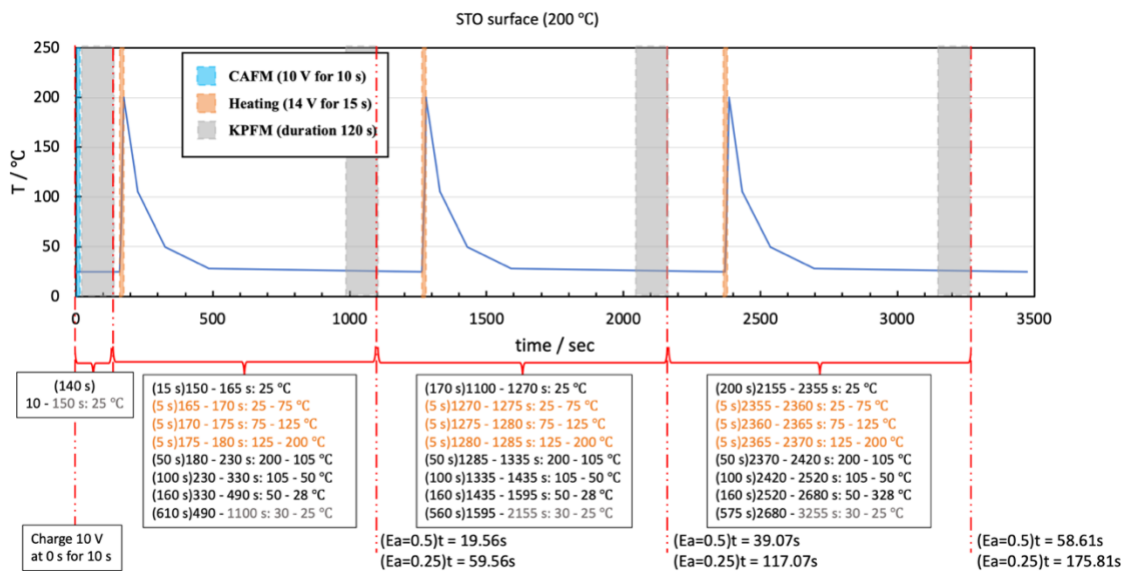 STO surface (200 ℃)
250
200
150
100
50
0
T / ℃
CAFM (10 V for 10 s)
Heating (14 V for 15 s)
KPFM (duration 120 s)
0 500 1000 1500 2000 2500 3000 3500
time / sec
(140 s)
10 - 150 s: 25 ℃
(15 s)150 - 165 s: 25 ℃
(5 s)165 - 170 s: 25 - 75 ℃
(5 s)170 - 175 s: 75 - 125 ℃
(5 s)175 - 180 s: 125 - 200 ℃
(50 s)180 - 230 s: 200 - 105 ℃
(100 s)230 - 330 s: 105 - 50 ℃
(160 s)330 - 490 s: 50 - 28 ℃
(610 s)490 - 1100 s: 30 - 25 ℃
(170 s)1100 - 1270 s: 25 ℃
(5 s)1270 - 1275 s: 25 - 75 ℃
(5 s)1275 - 1280 s: 75 - 125 ℃
(5 s)1280 - 1285 s: 125 - 200 ℃
(50 s)1285 - 1335 s: 200 - 105 ℃
(100 s)1335 - 1435 s: 105 - 50 ℃
(160 s)1435 - 1595 s: 50 - 28 ℃
(560 s)1595 - 2155 s: 30 - 25 ℃
(200 s)2155 - 2355 s: 25 ℃
(5 s)2355 - 2360 s: 25 - 75 ℃
(5 s)2360 - 2365 s: 75 - 125 ℃
(5 s)2365 - 2370 s: 125 - 200 ℃
(50 s)2370 - 2420 s: 200 - 105 ℃
(100 s)2420 - 2520 s: 105 - 50 ℃
(160 s)2520 - 2680 s: 50 - 328 ℃
(575 s)2680 - 3255 s: 30 - 25 ℃
Charge 10 V
at 0 s for 10 s
(Ea=0.5)t = 19.56s
(Ea=0.25)t = 59.56s
(Ea=0.5)t = 39.07s
(Ea=0.25)t = 117.07s
(Ea=0.5)t = 58.61s
(Ea=0.25)t = 175.81s